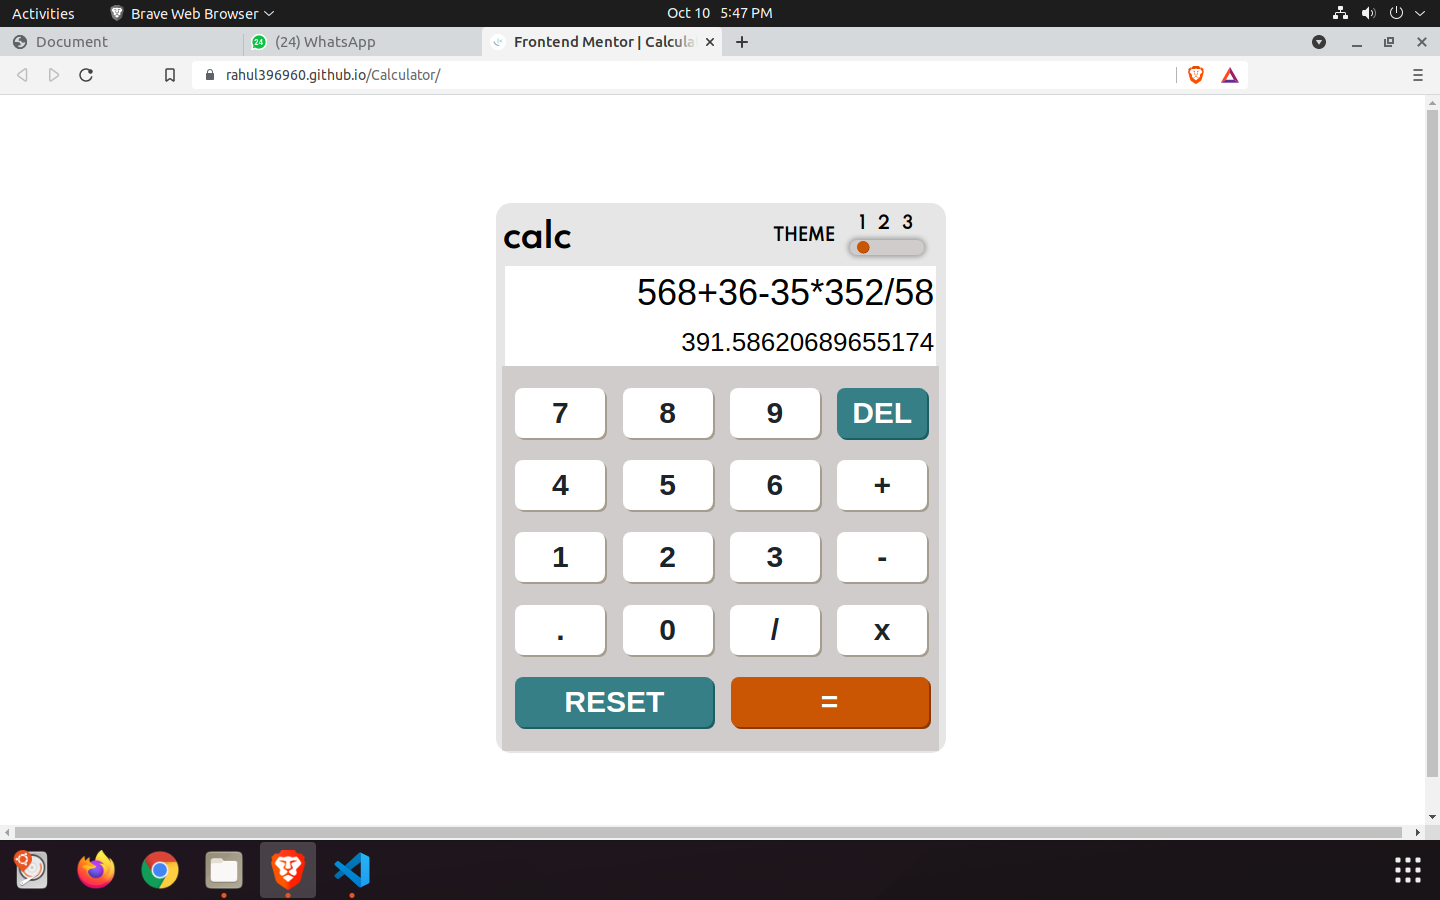 Activities Brave Web Browser Oct 10 5:47 PM
Document 24 (24) WhatsApp Frontend Mentor | Calcula
rahul396960.github.io/Calculator/
calc THEME 1 2 3
568+36-35*352/58
391.58620689655174
7 8 9 DEL
4 5 6 +
1 2 3 -
. 0 / x
RESET =